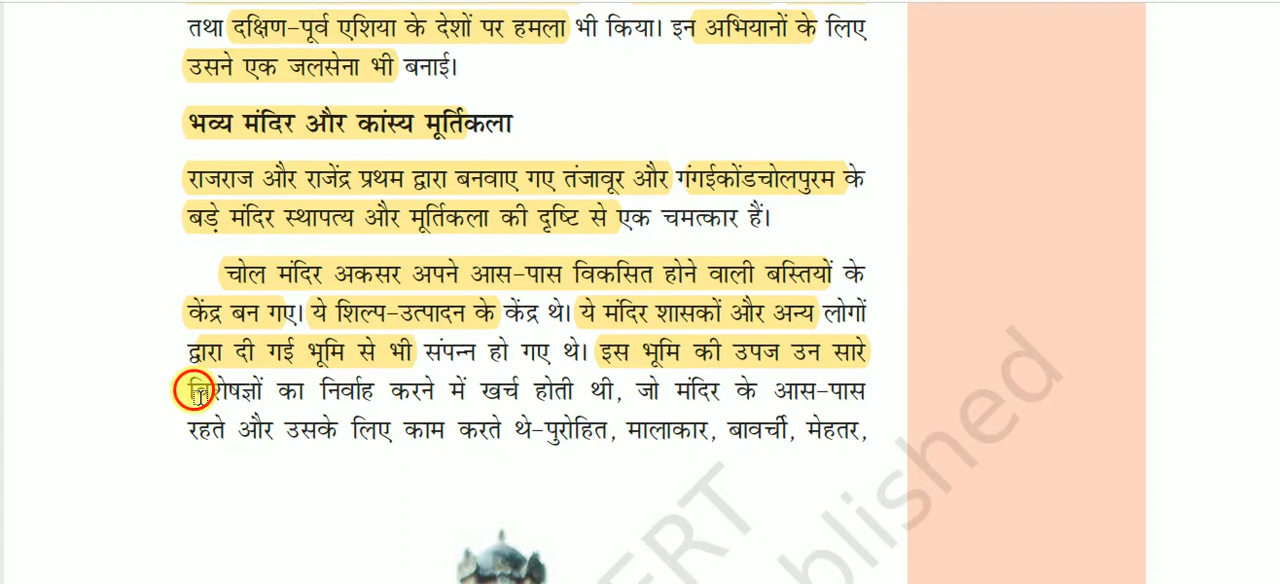 तथा दक्षिण-पूर्व एशिया के देशों पर हमला भी किया। इन अभियानों के लिए
उसने एक जलसेना भी बनाई।
भव्य मंदिर और कांस्य मूर्तिकला
राजराज और राजेंद्र प्रथम द्वारा बनवाए गए तंजावूर और गंगईकोंडचोलपुरम के
बड़े मंदिर स्थापत्य और मूर्तिकला की दृष्टि से एक चमत्कार हैं।
चोल मंदिर अकसर अपने आस-पास विकसित होने वाली बस्तियों के
केंद्र बन गए। ये शिल्प-उत्पादन के केंद्र थे। ये मंदिर शासकों और अन्य लोगों
द्वारा दी गई भूमि से भी संपन्न हो गए थे। इस भूमि की उपज उन सारे
विशेषज्ञों का निर्वाह करने में खर्च होती थी, जो मंदिर के आस-पास
रहते और उसके लिए काम करते थे-पुरोहित, मालाकार, बावर्ची, मेहतर,